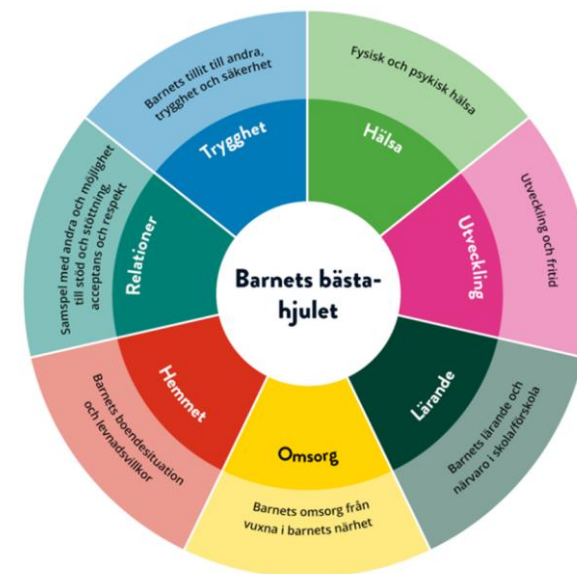 Barnets bästa-
hjulet
Hälsa
Fysisk och psykisk hälsa
Utveckling
Utveckling och fritid
Lärande
Barnets lärande och
närvaro i skola/förskola
Omsorg
Barnets omsorg från
vuxna i barnets närhet
Hemmet
Barnets boendesituation
och levnadsvillkor
Relationer
Samspel med andra och möjlighet
till stöd och stöttning,
acceptans och respekt
Trygghet
Barnets tillit till andra,
trygghet och säkerhet